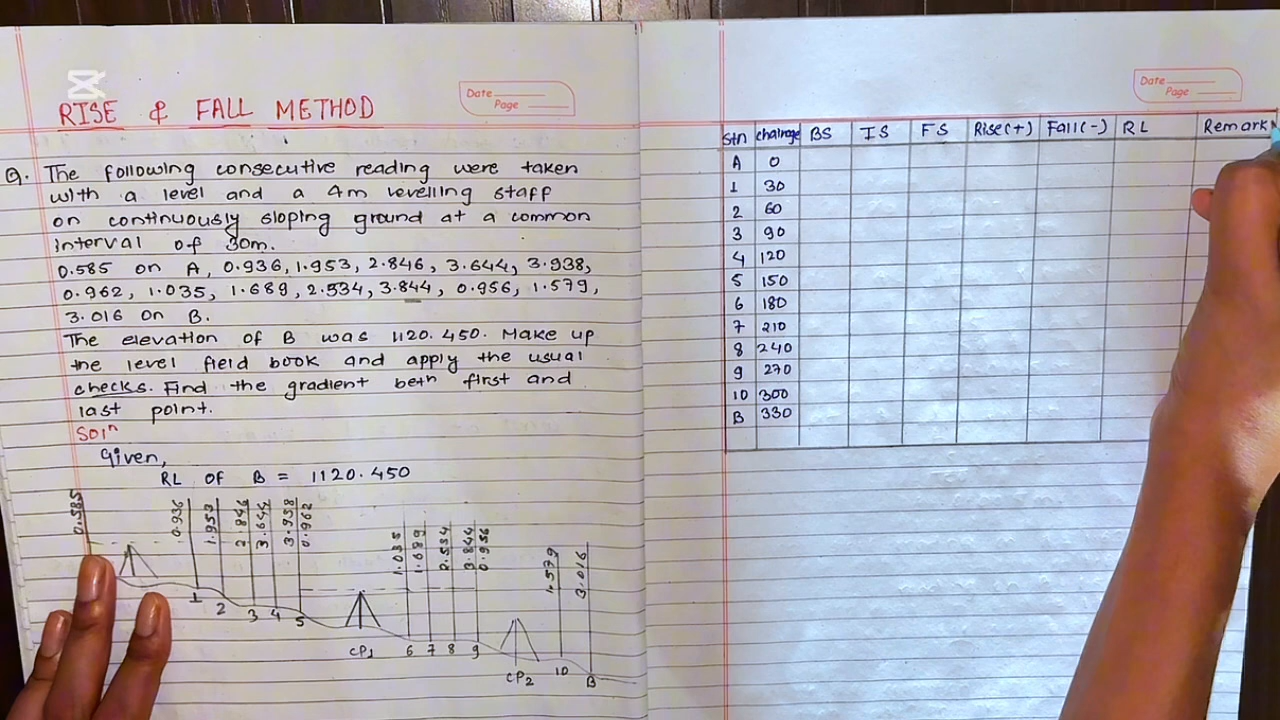 Date
Page
RISE & FALL METHOD
Q. The following consecutive reading were taken
with a level and a 4m levelling staff
on continuously sloping ground at a common
interval of 30m.
0.585 on A, 0.936, 1.953, 2.846, 3.644, 3.938,
0.962, 1.035, 1.689, 2.534, 3.844, 0.956, 1.579,
3.016 on B.
The elevation of B was 1120.450. Make up
the level field book and apply the usual
checks. Find the gradient betn first and
last point.
Soln
Given,
RL OF B = 1120.450
0.585 0.936 1.953 2.846 3.644 3.938 0.962 1.035 1.689 2.534 3.844 0.956 1.579 3.016
1 2 3 4 5 CP1 6 7 8 9 CP2 10 B
Date
Page
Stn chainage BS IS FS Rise(+) Fall(-) RL Remark
A 0
1 30
2 60
3 90
4 120
5 150
6 180
7 210
8 240
9 270
10 300
B 330